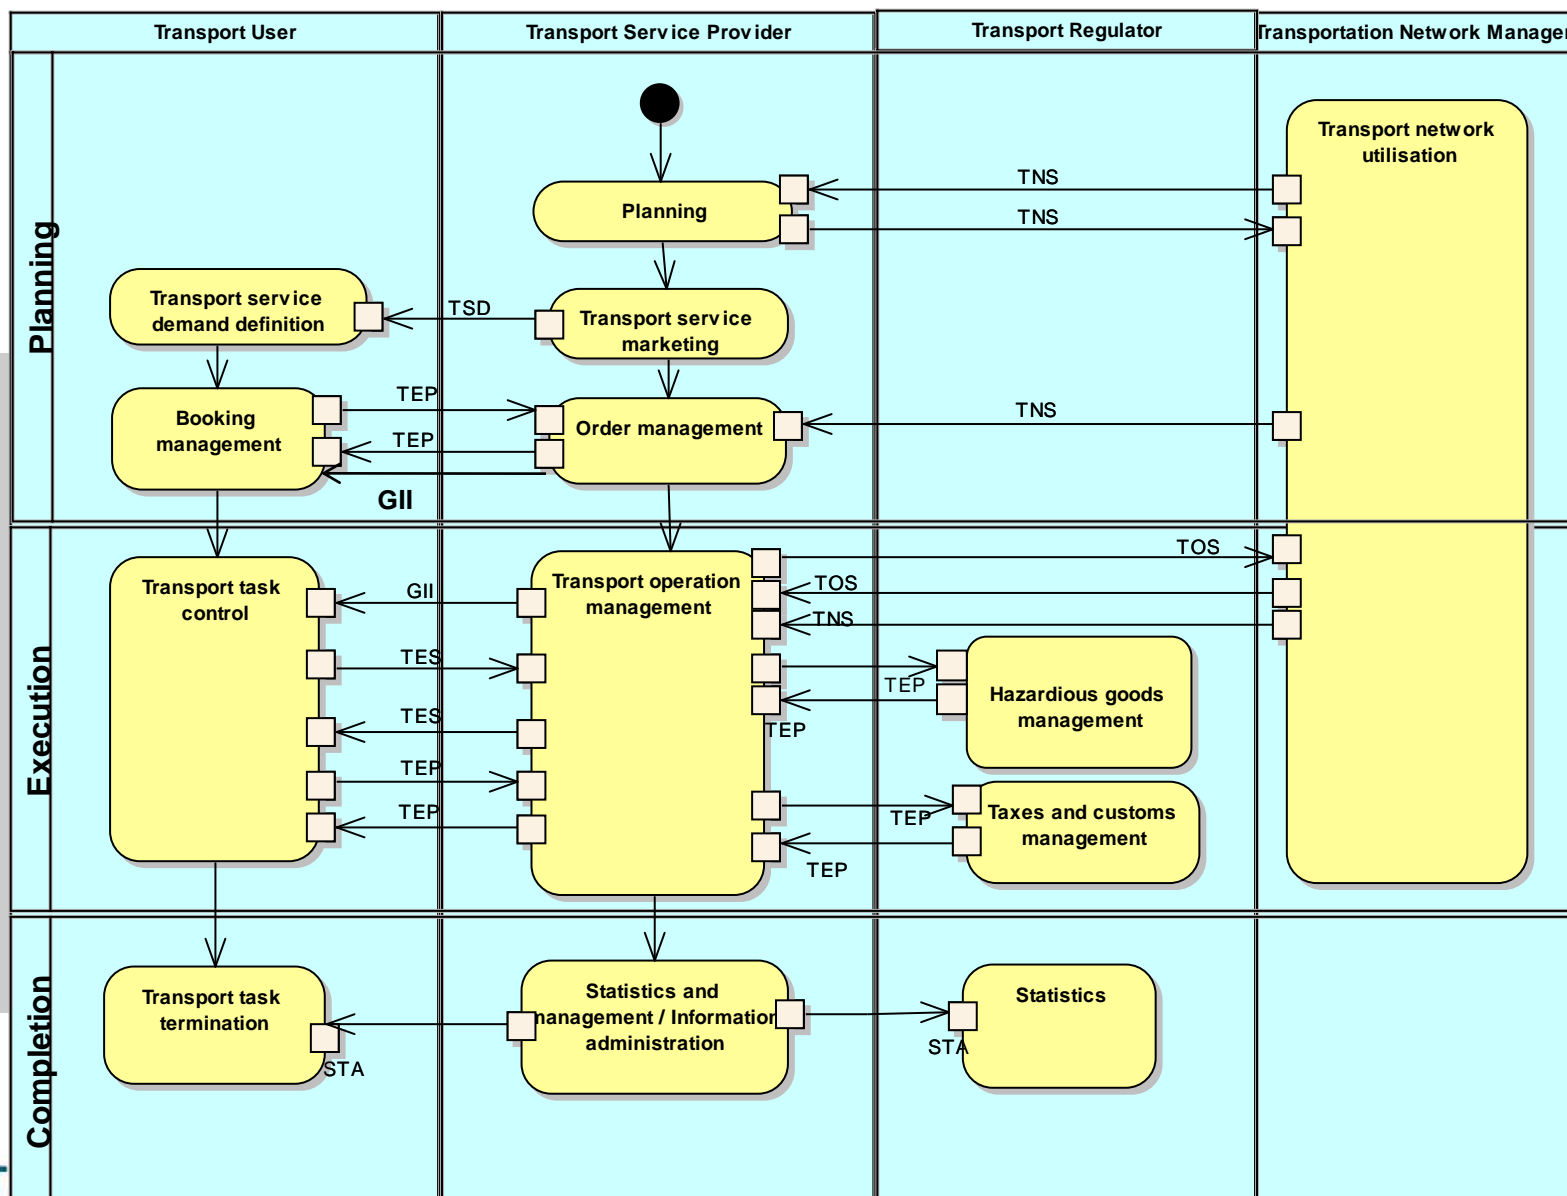 Transport User
Transport Service Provider
Transport Regulator
Transportation Network Manager
Planning
Transport network
utilisation
TNS
Planning
TNS
Transport service
demand definition
TSD
Transport service
marketing
Booking
management
TEP
TEP
GII
Order management
TNS
Execution
Transport task
control
GII
TES
TES
TEP
TEP
Transport operation
management
TOS
TOS
TNS
TEP
TEP
Hazardious goods
management
TEP
TEP
Taxes and customs
management
Completion
Transport task
termination
STA
Statistics and
management / Information
administration
STA
Statistics